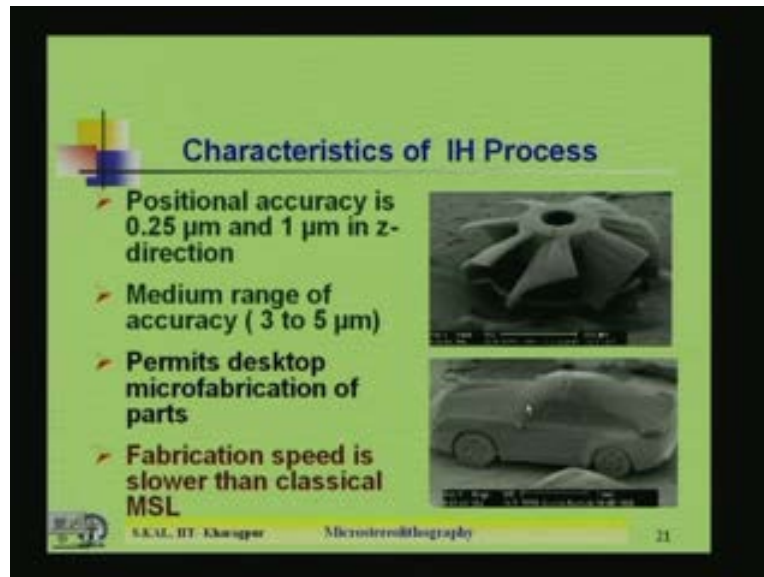 Characteristics of IH Process
Positional accuracy is
0.25 µm and 1 µm in z-
direction
Medium range of
accuracy ( 3 to 5 µm)
Permits desktop
microfabrication of
parts
Fabrication speed is
slower than classical
MSL
S.KAL, IIT- Kharagpur Microstereolithography 21